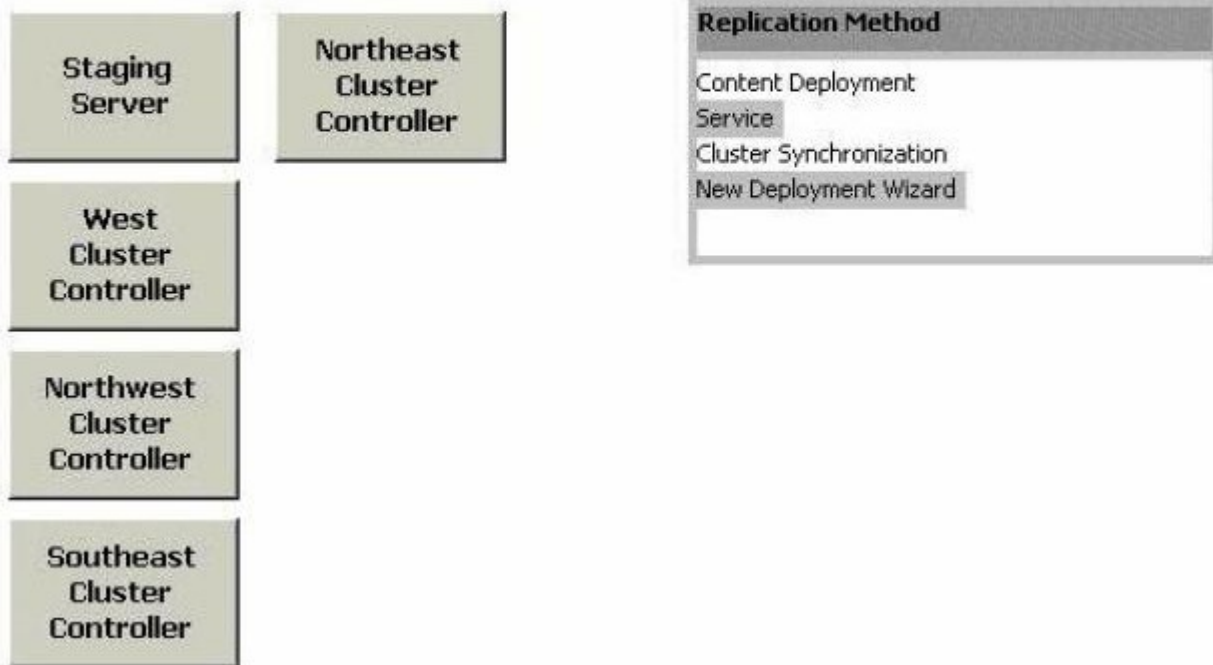 Staging
Server
Northeast
Cluster
Controller
West
Cluster
Controller
Northwest
Cluster
Controller
Southeast
Cluster
Controller
Replication Method
Content Deployment
Service
Cluster Synchronization
New Deployment Wizard